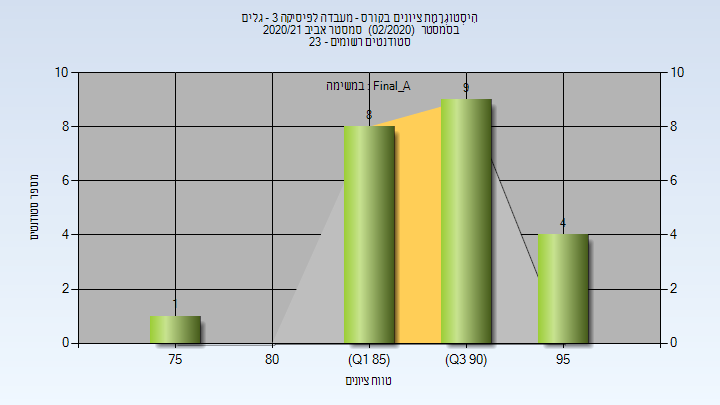 היסטוגרמת ציונים בקורס - מעבדה לפיסיקה 3 - גלים
בסמסטר (02/2020) סמסטר אביב 2020/21
סטודנטים רשומים - 23
במשימה : Final_A
10
8
6
4
2
0
10
8
6
4
2
0
1
8
9
4
75
80
(Q1 85)
(Q3 90)
95
מספר סטודנטים
טווח ציונים